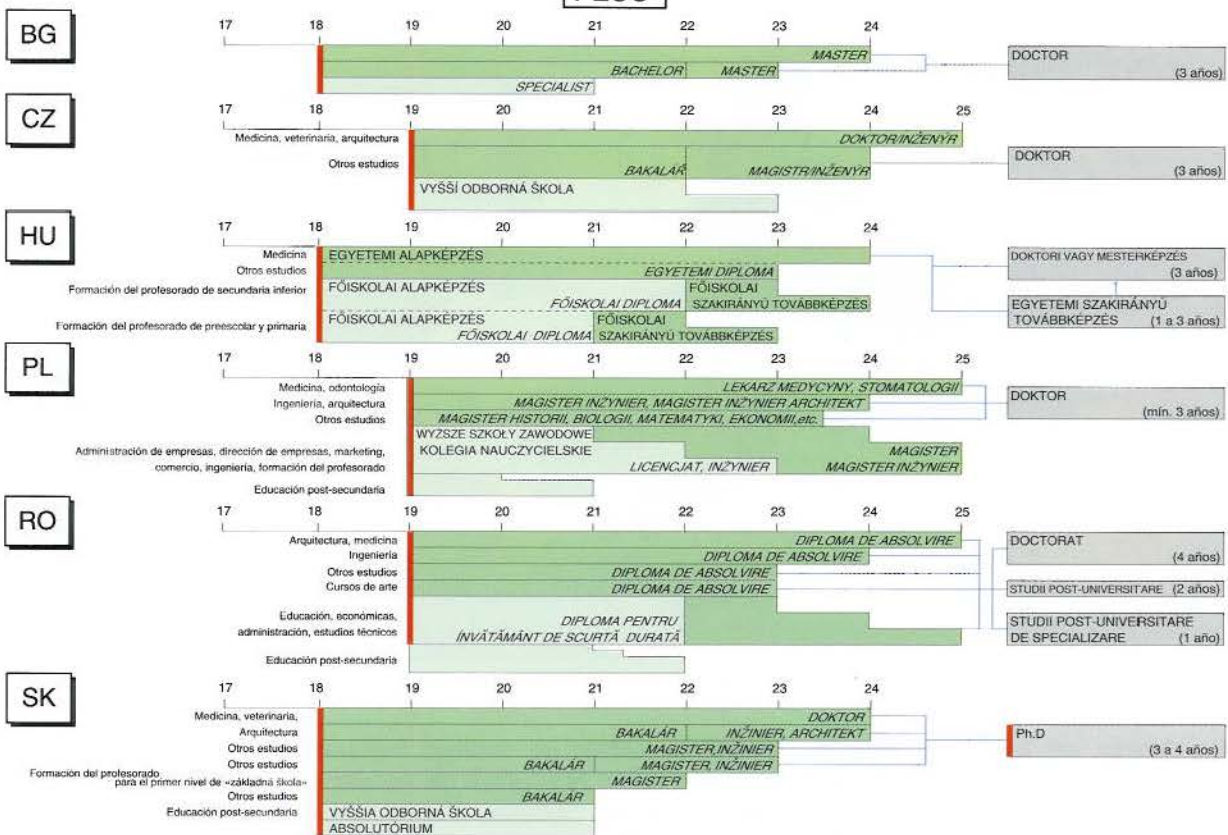 BG
17 18 19 20 21 22 23 24
MASTER
BACHELOR MASTER
SPECIALIST
DOCTOR
(3 años)
CZ
17 18 19 20 21 22 23 24 25
Medicina, veterinaria, arquitectura
DOKTOR/INŽENÝR
Otros estudios
BAKALÁŘ MAGISTR/INŽENÝR
VYŠŠÍ ODBORNÁ ŠKOLA
DOKTOR
(3 años)
HU
17 18 19 20 21 22 23 24
Medicina EGYETEMI ALAPKÉPZÉS
Otros estudios EGYETEMI DIPLOMA
Formación del profesorado de secundaria inferior FŐISKOLAI ALAPKÉPZÉS FŐISKOLAI
FŐISKOLAI DIPLOMA SZAKIRÁNYÚ TOVÁBBKÉPZÉS
Formación del profesorado de preescolar y primaria FŐISKOLAI ALAPKÉPZÉS FŐISKOLAI
FŐISKOLAI DIPLOMA SZAKIRÁNYÚ TOVÁBBKÉPZÉS
DOKTORI VAGY MESTERKÉPZÉS
(3 años)
EGYETEMI SZAKIRÁNYÚ
TOVÁBBKÉPZÉS (1 a 3 años)
PL
17 18 19 20 21 22 23 24 25
Medicina, odontología LEKARZ MEDYCYNY, STOMATOLOGII
Ingeniería, arquitectura MAGISTER INŻYNIER, MAGISTER INŻYNIER ARCHITEKT
Otros estudios MAGISTER HISTORII, BIOLOGII, MATEMATYKI, EKONOMII,etc.
WYŻSZE SZKOŁY ZAWODOWE
Administración de empresas, dirección de empresas, marketing, KOLEGIA NAUCZYCIELSKIE MAGISTER
comercio, ingeniería, formación del profesorado LICENCJAT, INŻYNIER MAGISTER INŻYNIER
Educación post-secundaria
DOKTOR
(mín. 3 años)
RO
17 18 19 20 21 22 23 24 25
Arquitectura, medicina DIPLOMA DE ABSOLVIRE
Ingeniería DIPLOMA DE ABSOLVIRE
Otros estudios DIPLOMA DE ABSOLVIRE
Cursos de arte DIPLOMA DE ABSOLVIRE
Educación, económicas, DIPLOMA PENTRU
administración, estudios técnicos ÎNVĂTĂMÂNT DE SCURTĂ DURATĂ
Educación post-secundaria
DOCTORAT
(4 años)
STUDII POST-UNIVERSITARE (2 años)
STUDII POST-UNIVERSITARE
DE SPECIALIZARE (1 año)
SK
17 18 19 20 21 22 23 24
Medicina, veterinaria, DOKTOR
Arquitectura BAKALÁR INŽINIER, ARCHITEKT
Otros estudios MAGISTER,INŽINIER
Otros estudios BAKALÁR MAGISTER, INŽINIER
Formación del profesorado
para el primer nivel de «základná škola» MAGISTER
Otros estudios BAKALÁR
Educación post-secundaria VYŠŠIA ODBORNÁ ŠKOLA
ABSOLUTÓRIUM
Ph.D
(3 a 4 años)